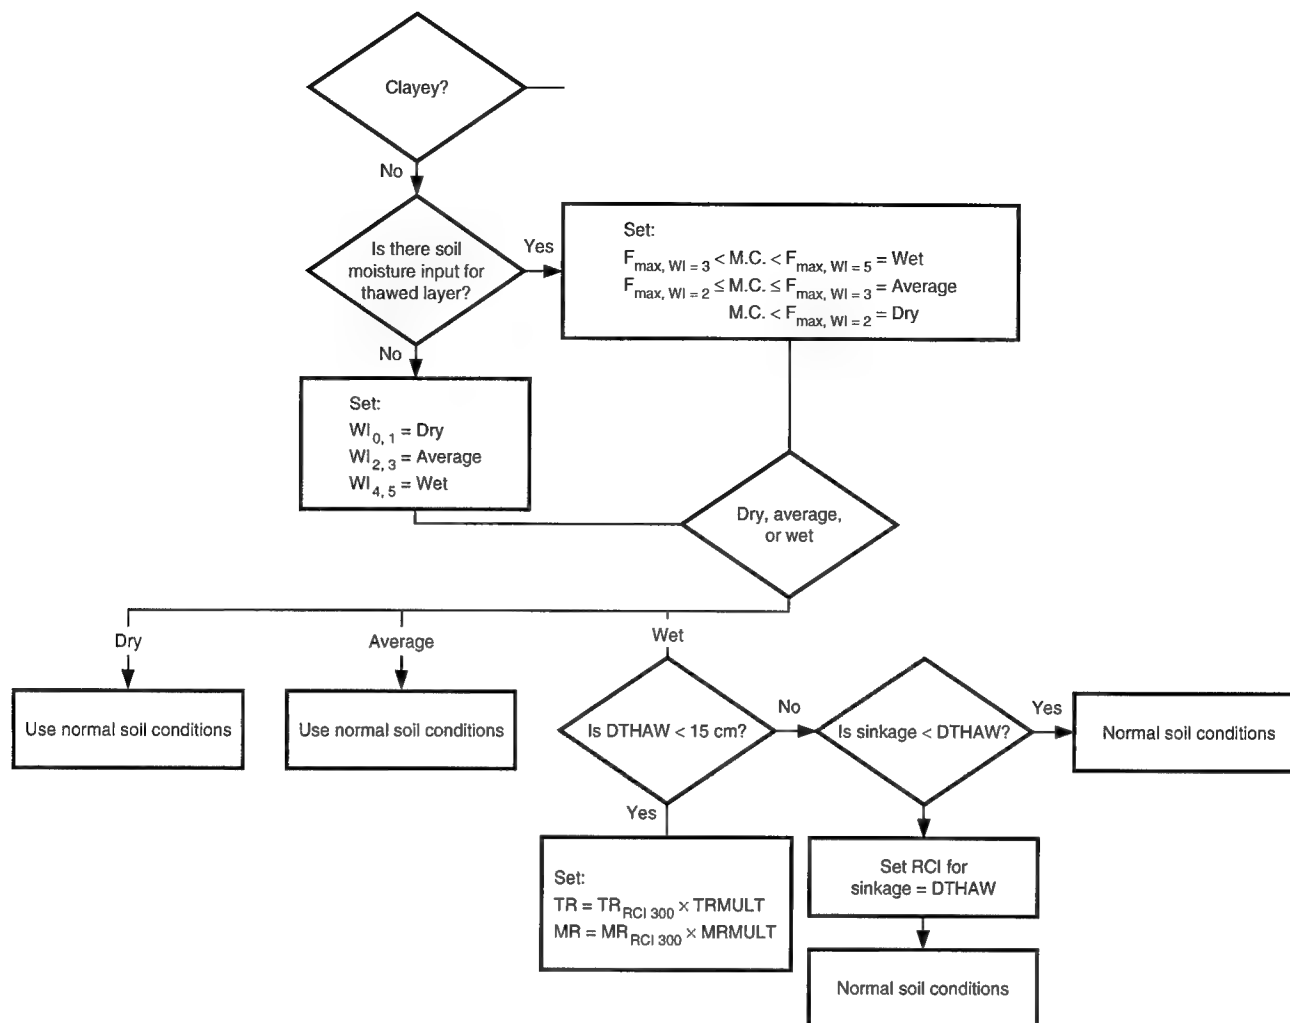 Clayey?
No
Is there soil
moisture input for
thawed layer?
Yes
Set:
F max, WI = 3 < M.C. < F max, WI = 5 = Wet
F max, WI = 2 ≤ M.C. ≤ F max, WI = 3 = Average
M.C. < F max, WI = 2 = Dry
No
Set:
WI 0, 1 = Dry
WI 2, 3 = Average
WI 4, 5 = Wet
Dry, average,
or wet
Dry
Average
Wet
Use normal soil conditions
Use normal soil conditions
Is DTHAW < 15 cm?
No
Is sinkage < DTHAW?
Yes
Normal soil conditions
Yes
Set:
TR = TR RCI 300 × TRMULT
MR = MR RCI 300 × MRMULT
Set RCI for
sinkage = DTHAW
Normal soil conditions